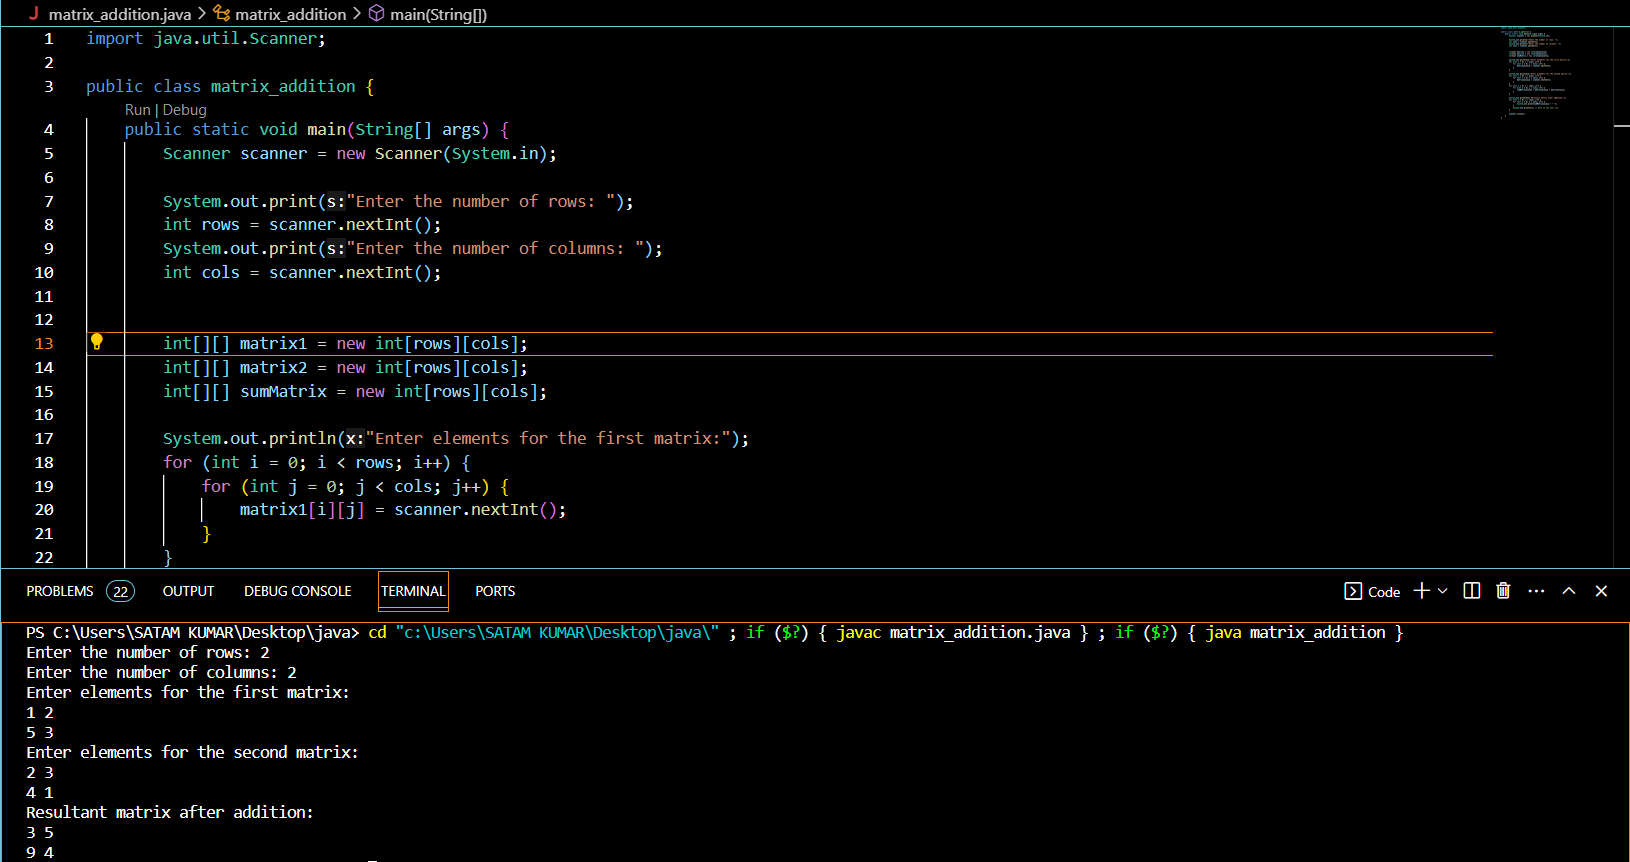 matrix_addition.java > matrix_addition > main(String[])
1 import java.util.Scanner;
2
3 public class matrix_addition {
Run | Debug
4 public static void main(String[] args) {
5 Scanner scanner = new Scanner(System.in);
6
7 System.out.print(s:"Enter the number of rows: ");
8 int rows = scanner.nextInt();
9 System.out.print(s:"Enter the number of columns: ");
10 int cols = scanner.nextInt();
11
12
13 int[][] matrix1 = new int[rows][cols];
14 int[][] matrix2 = new int[rows][cols];
15 int[][] sumMatrix = new int[rows][cols];
16
17 System.out.println(x:"Enter elements for the first matrix:");
18 for (int i = 0; i < rows; i++) {
19 for (int j = 0; j < cols; j++) {
20 matrix1[i][j] = scanner.nextInt();
21 }
22 }
PROBLEMS 22 OUTPUT DEBUG CONSOLE TERMINAL PORTS Code
PS C:\Users\SATAM KUMAR\Desktop\java> cd "c:\Users\SATAM KUMAR\Desktop\java\" ; if ($?) { javac matrix_addition.java } ; if ($?) { java matrix_addition }
Enter the number of rows: 2
Enter the number of columns: 2
Enter elements for the first matrix:
1 2
5 3
Enter elements for the second matrix:
2 3
4 1
Resultant matrix after addition:
3 5
9 4